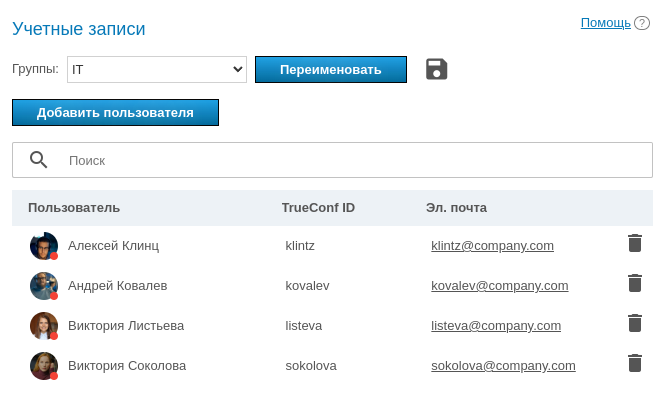 Учетные записи
Помощь ?
Группы: IT Переименовать
Добавить пользователя
Поиск
Пользователь TrueConf ID Эл. почта
Алексей Клинц klintz klintz@company.com
Андрей Ковалев kovalev kovalev@company.com
Виктория Листьева listeva listeva@company.com
Виктория Соколова sokolova sokolova@company.com